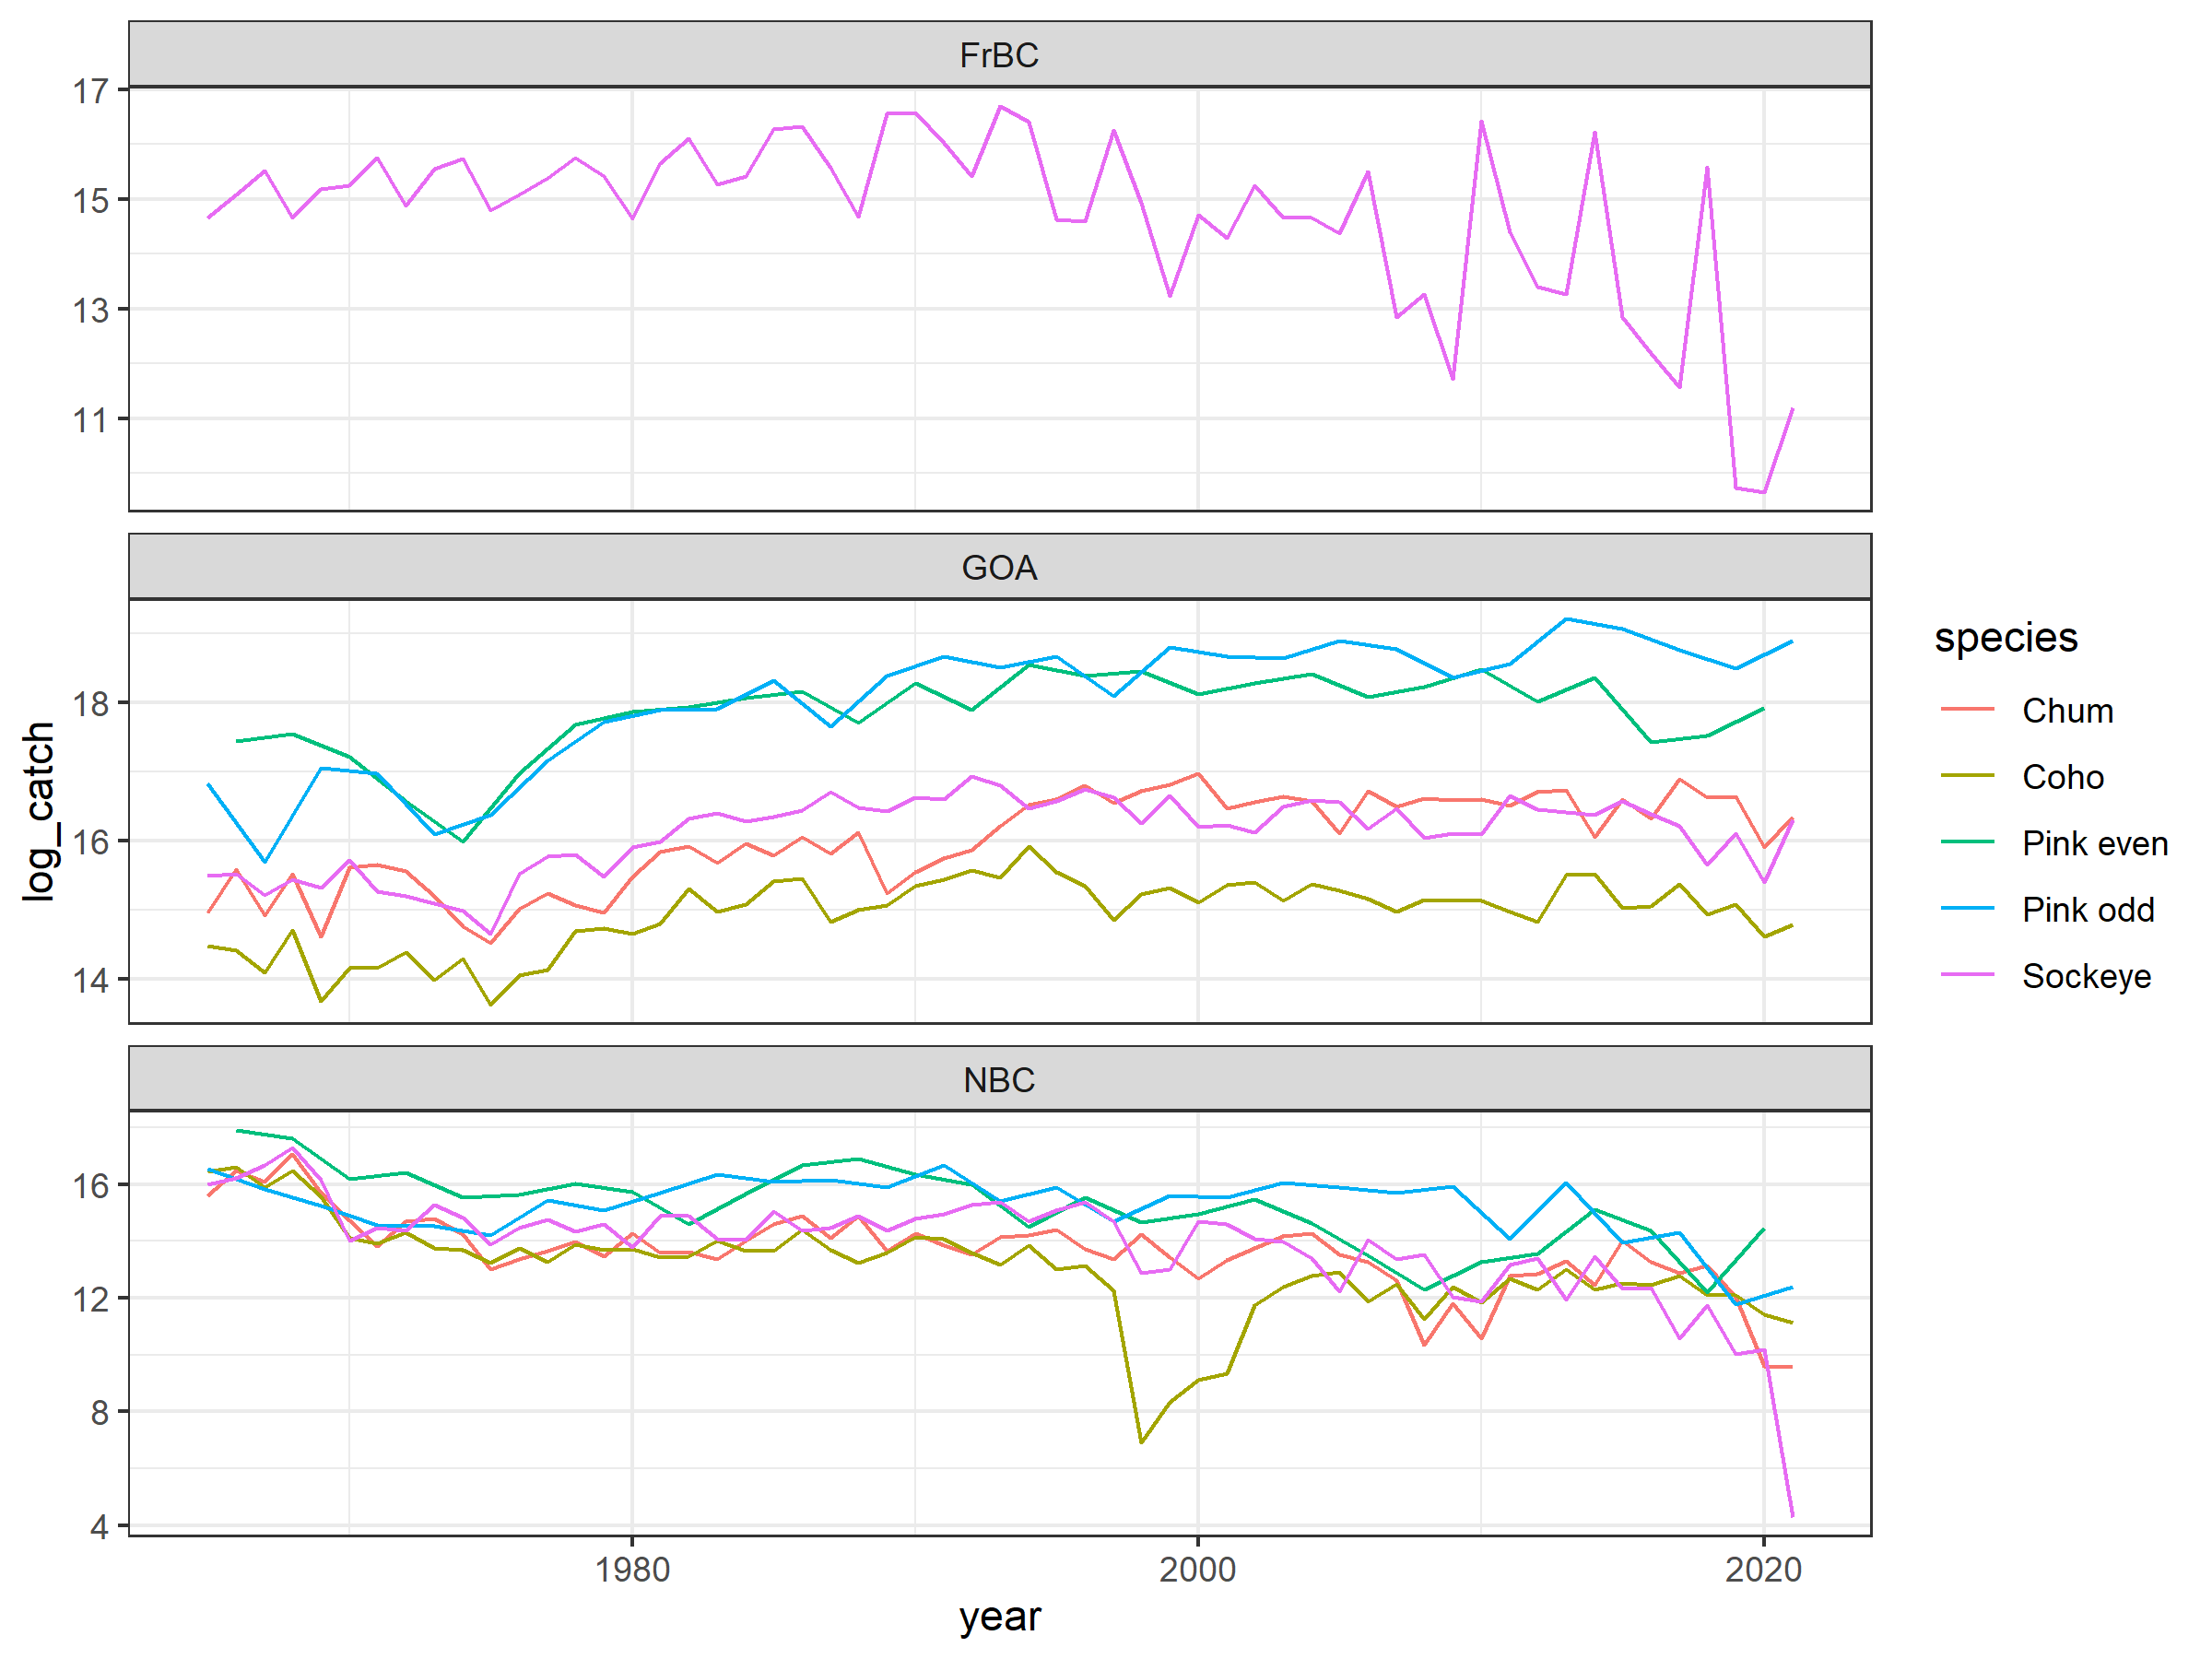 FrBC
17
15
13
11
GOA
18
16
14
NBC
16
12
8
4
1980 2000 2020
year
log_catch
species
Chum
Coho
Pink even
Pink odd
Sockeye